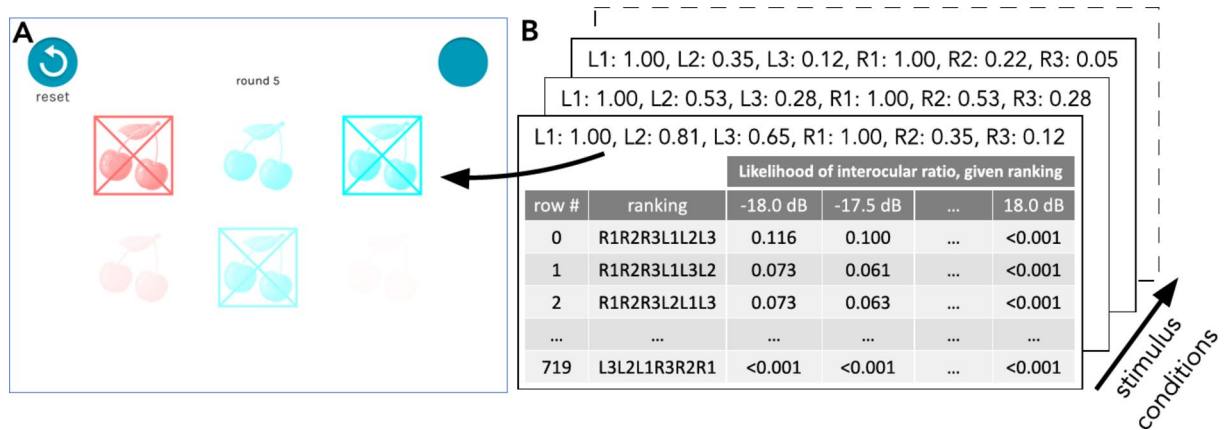 A
reset
round 5
B
L1: 1.00, L2: 0.35, L3: 0.12, R1: 1.00, R2: 0.22, R3: 0.05
L1: 1.00, L2: 0.53, L3: 0.28, R1: 1.00, R2: 0.53, R3: 0.28
L1: 1.00, L2: 0.81, L3: 0.65, R1: 1.00, R2: 0.35, R3: 0.12
Likelihood of interocular ratio, given ranking
row # ranking -18.0 dB -17.5 dB ... 18.0 dB
0 R1R2R3L1L2L3 0.116 0.100 ... <0.001
1 R1R2R3L1L3L2 0.073 0.061 ... <0.001
2 R1R2R3L2L1L3 0.073 0.063 ... <0.001
... ... ... ... ... ...
719 L3L2L1R3R2R1 <0.001 <0.001 ... <0.001
stimulus
conditions